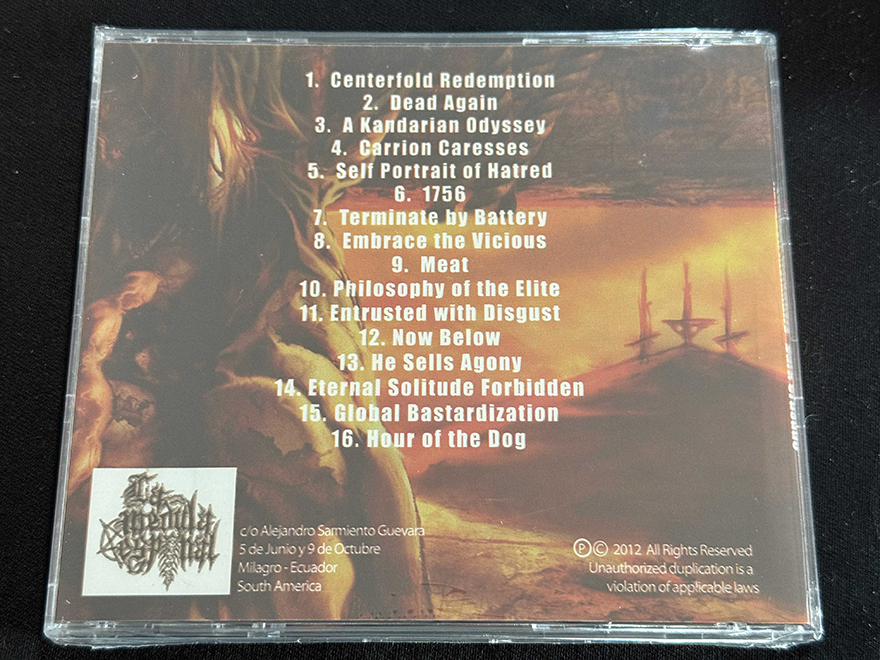 1. Centerfold Redemption
2. Dead Again
3. A Kandarian Odyssey
4. Carrion Caresses
5. Self Portrait of Hatred
6. 1756
7. Terminate by Battery
8. Embrace the Vicious
9. Meat
10. Philosophy of the Elite
11. Entrusted with Disgust
12. Now Below
13. He Sells Agony
14. Eternal Solitude Forbidden
15. Global Bastardization
16. Hour of the Dog
La
medula
espinal
c/o Alejandro Sarmiento Guevara
5 de Junio y 9 de Octubre
Milagro - Ecuador
South America
Ⓟ© 2012 All Rights Reserved
Unauthorized duplication is a
violation of applicable laws